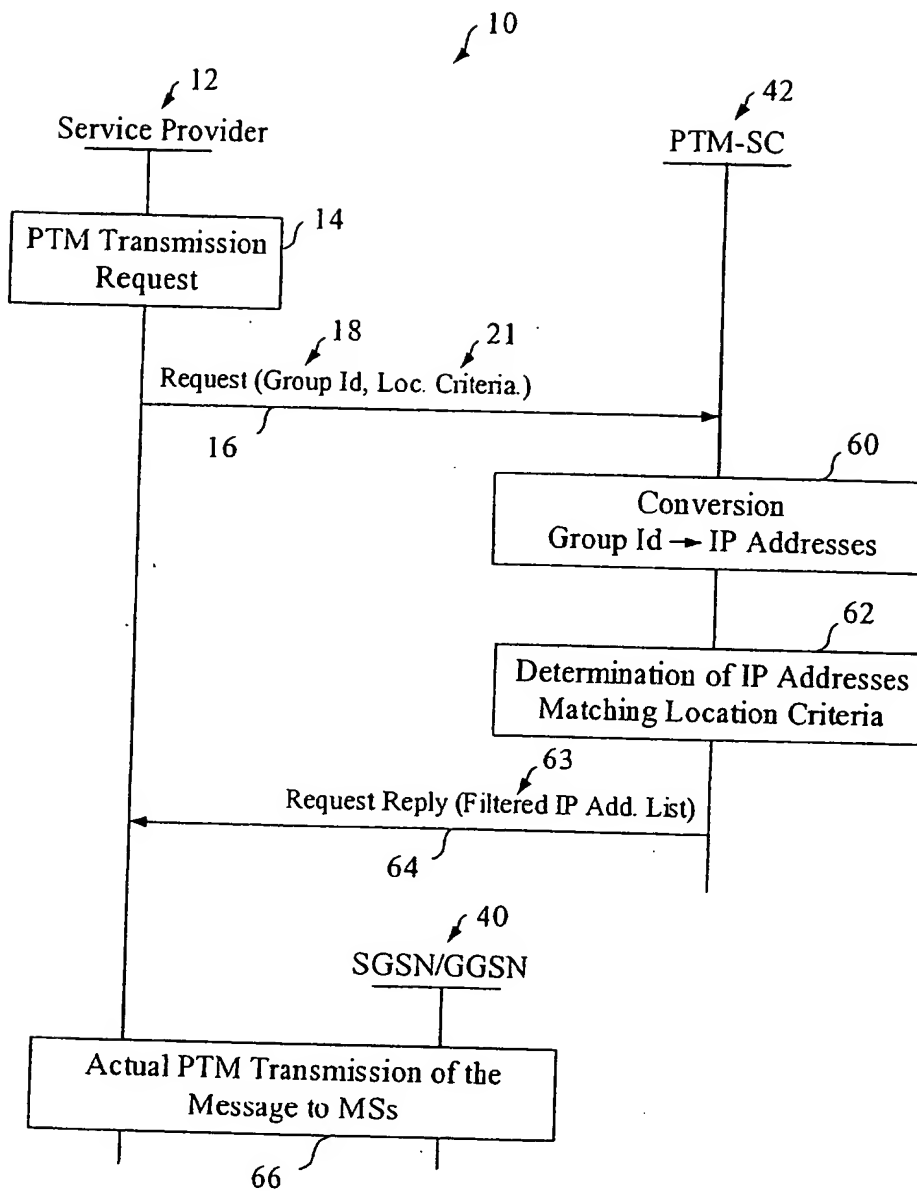 10
12
Service Provider
42
PTM-SC
14
PTM Transmission
Request
18
21
Request (Group Id, Loc. Criteria.)
16
60
Conversion
Group Id → IP Addresses
62
Determination of IP Addresses
Matching Location Criteria
63
Request Reply (Filtered IP Add. List)
64
40
SGSN/GGSN
Actual PTM Transmission of the
Message to MSs
66